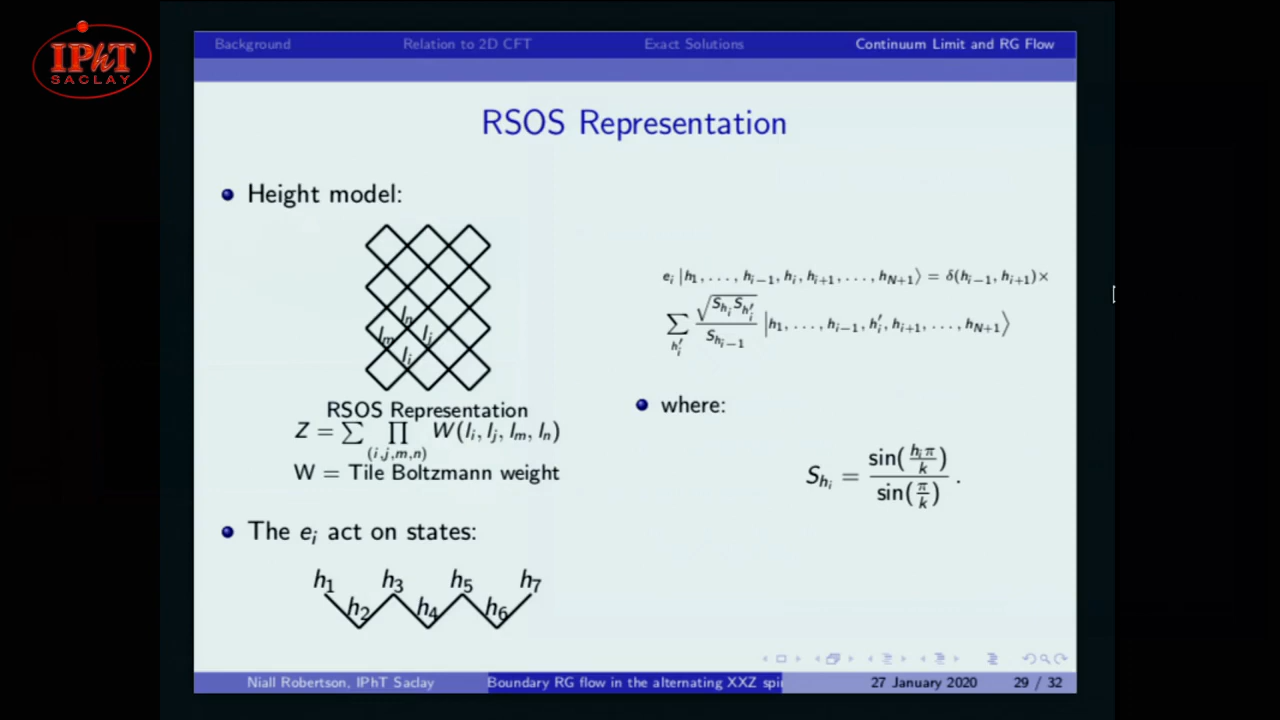 IPhT
SACLAY
Background Relation to 2D CFT Exact Solutions Continuum Limit and RG Flow
RSOS Representation
Height model:
l_n
l_m l_j
l_i
RSOS Representation
Z = ∑ ∏ W(l_i, l_j, l_m, l_n)
(i,j,m,n)
W = Tile Boltzmann weight
The e_i act on states:
h_1 h_3 h_5 h_7
h_2 h_4 h_6
e_i |h_1, . . . , h_{i−1}, h_i, h_{i+1}, . . . , h_{N+1}⟩ = δ(h_{i−1}, h_{i+1})×
∑_{h'_i} √(S_{h_i} S_{h'_i}) / S_{h_i−1} |h_1, . . . , h_{i−1}, h'_i, h_{i+1}, . . . , h_{N+1}⟩
where:
S_{h_i} = sin(h_i π / k) / sin(π / k) .
Niall Robertson, IPhT Saclay Boundary RG flow in the alternating XXZ spi 27 January 2020 29 / 32